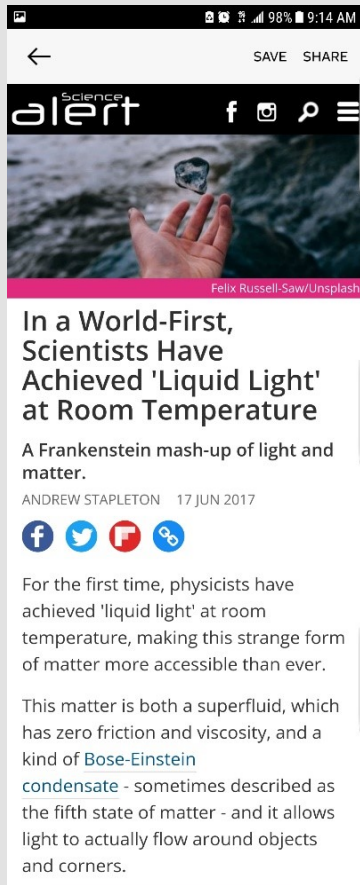 98% 9:14 AM
SAVE SHARE
Science
alert
Felix Russell-Saw/Unsplash
In a World-First,
Scientists Have
Achieved 'Liquid Light'
at Room Temperature
A Frankenstein mash-up of light and
matter.
ANDREW STAPLETON 17 JUN 2017
For the first time, physicists have
achieved 'liquid light' at room
temperature, making this strange form
of matter more accessible than ever.
This matter is both a superfluid, which
has zero friction and viscosity, and a
kind of Bose-Einstein
condensate - sometimes described as
the fifth state of matter - and it allows
light to actually flow around objects
and corners.